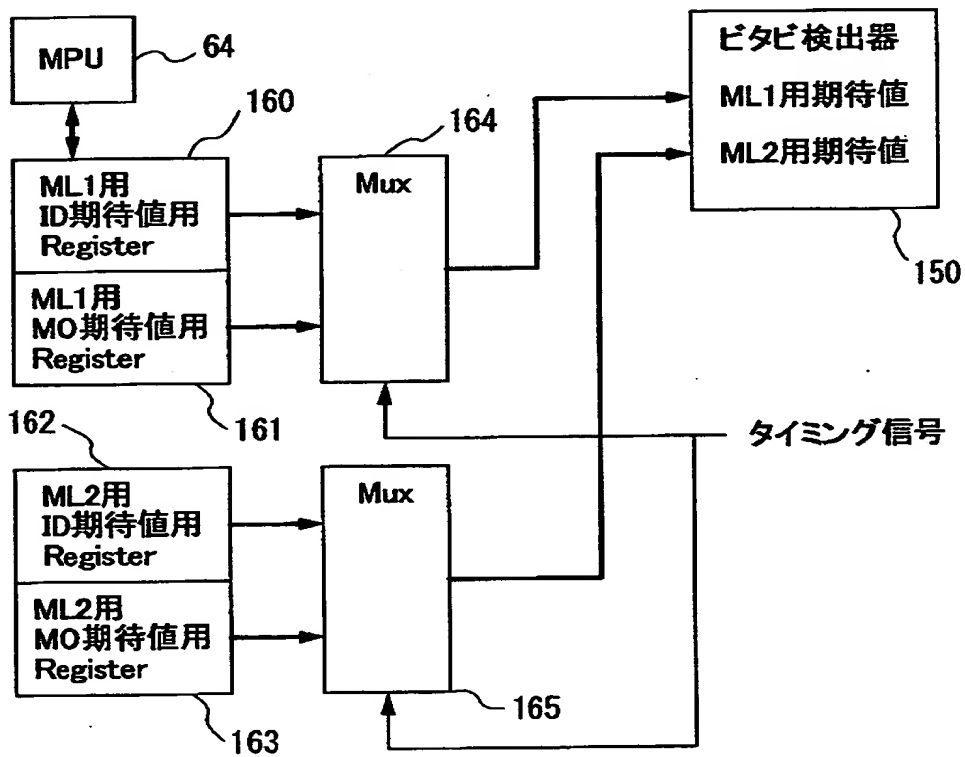 MPU
64
160
ML1用
ID期待値用
Register
ML1用
MO期待値用
Register
161
164
Mux
ビタビ検出器
ML1用期待値
ML2用期待値
150
タイミング信号
162
ML2用
ID期待値用
Register
ML2用
MO期待値用
Register
163
Mux
165